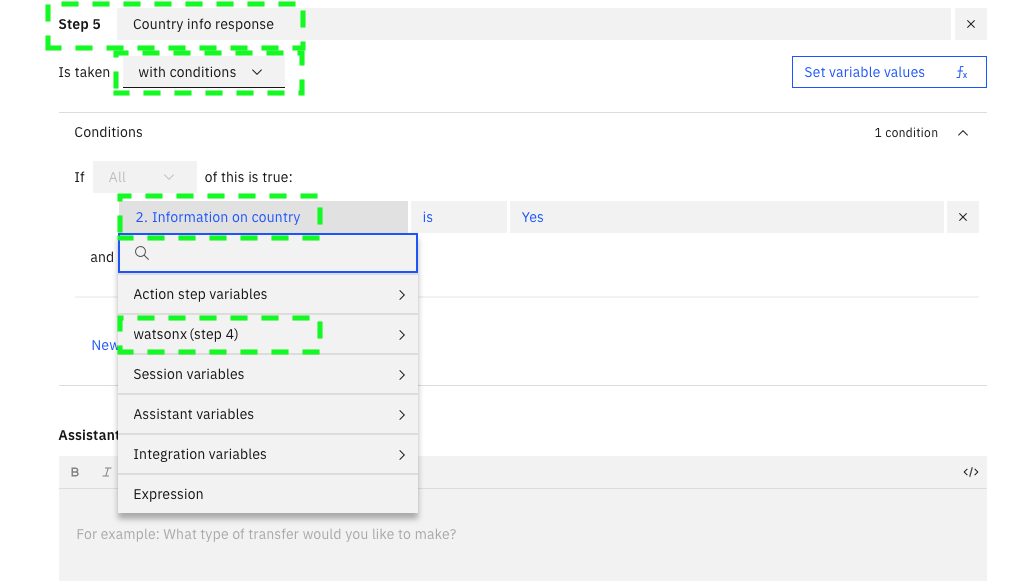 Step 5 Country info response
Is taken with conditions Set variable values fx
Conditions 1 condition
If All of this is true:
2. Information on country is Yes
and
Action step variables
watsonx (step 4)
New
Session variables
Assistant variables
Assistant
Integration variables
B I </>
Expression
For example: What type of transfer would you like to make?